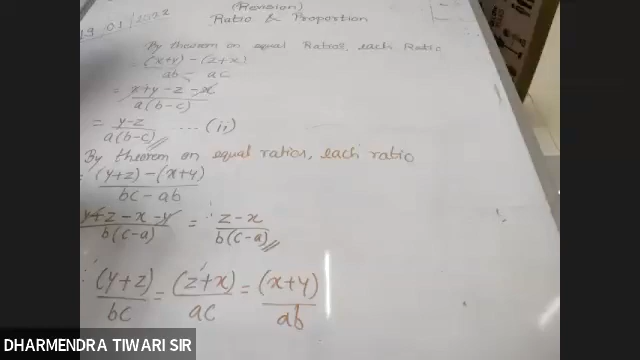 (Revision)
19/01/2022
Ratio & Proportion
By theorem on equal Ratios, each Ratio
= (x+y) - (z+x) / ab - ac
= x+y-z-x / a(b-c)
= y-z / a(b-c) ---- (ii)
By theorem on equal ratios, each ratio
= (y+z) - (x+y) / bc - ab
y+z-x-y / b(c-a) = z-x / b(c-a)
∴ (y+z) / bc = (z+x) / ac = (x+y) / ab
DHARMENDRA TIWARI SIR